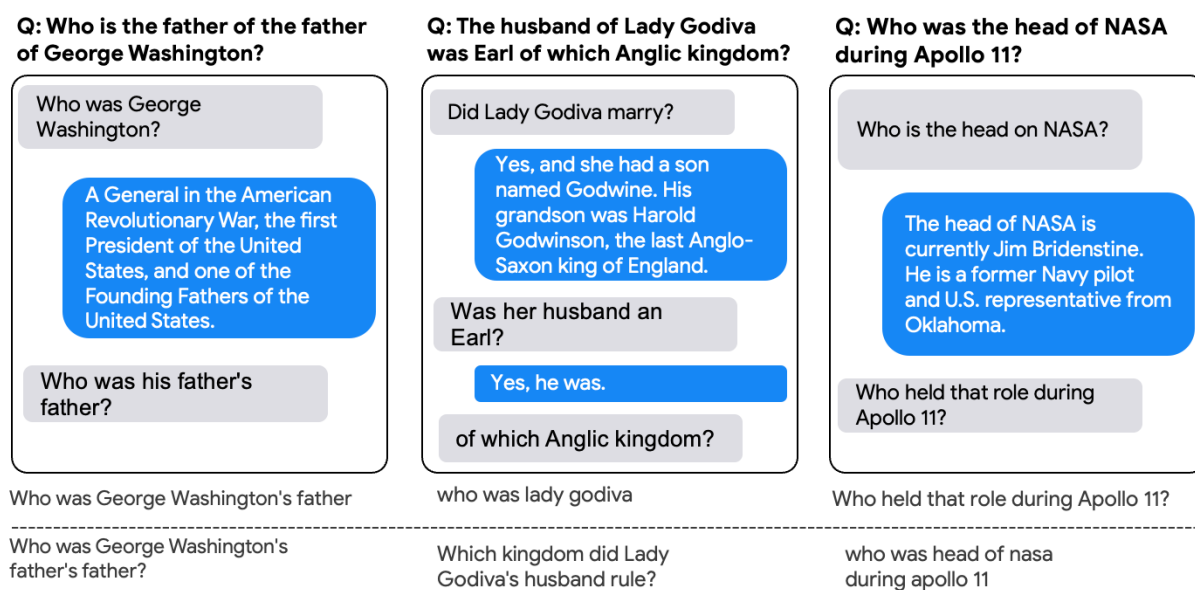 Q: Who is the father of the father
of George Washington?
Who was George
Washington?
A General in the American
Revolutionary War, the first
President of the United
States, and one of the
Founding Fathers of the
United States.
Who was his father's
father?
Who was George Washington's father
Who was George Washington's
father's father?
Q: The husband of Lady Godiva
was Earl of which Anglic kingdom?
Did Lady Godiva marry?
Yes, and she had a son
named Godwine. His
grandson was Harold
Godwinson, the last Anglo-
Saxon king of England.
Was her husband an
Earl?
Yes, he was.
of which Anglic kingdom?
who was lady godiva
Which kingdom did Lady
Godiva's husband rule?
Q: Who was the head of NASA
during Apollo 11?
Who is the head on NASA?
The head of NASA is
currently Jim Bridenstine.
He is a former Navy pilot
and U.S. representative from
Oklahoma.
Who held that role during
Apollo 11?
Who held that role during Apollo 11?
who was head of nasa
during apollo 11